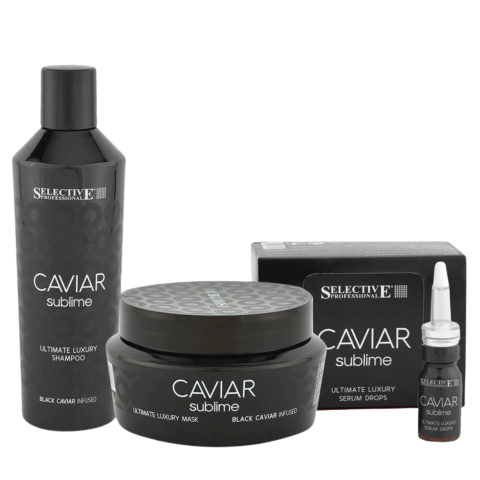 SELECTIVE
PROFESSIONAL
CAVIAR
sublime
ULTIMATE LUXURY
SHAMPOO
BLACK CAVIAR INFUSED
CAVIAR
sublime
ULTIMATE LUXURY MASK BLACK CAVIAR INFUSED
SELECTIVE
PROFESSIONAL
CAVIAR
sublime
ULTIMATE LUXURY
SERUM DROPS
SELECTIVE
CAVIAR
sublime
ULTIMATE LUXURY
SERUM DROPS